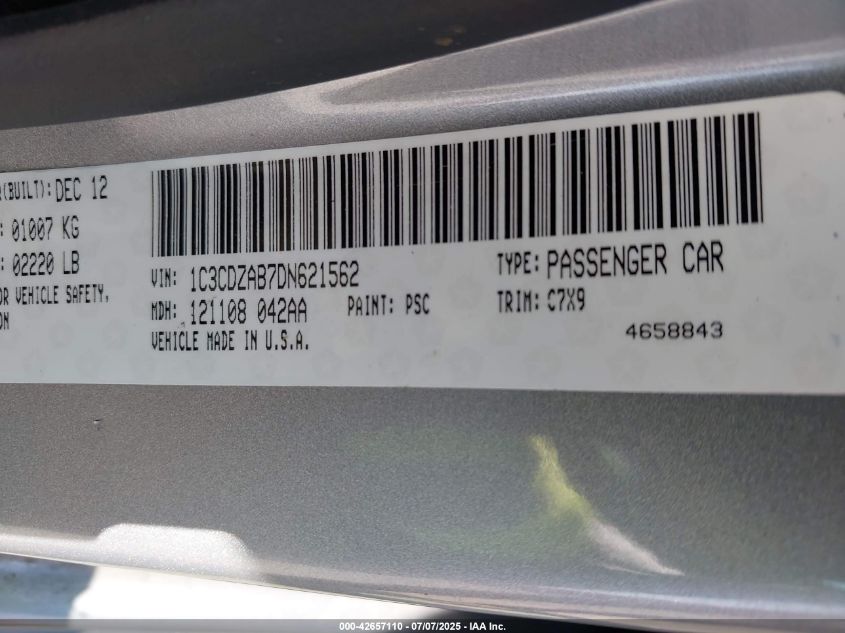 (BUILT): DEC 12
: 01007 KG
: 02220 LB
OR VEHICLE SAFETY,
ON
VIN: 1C3CDZAB7DN621562
TYPE: PASSENGER CAR
MDH: 121108 042AA
PAINT: PSC
TRIM: C7X9
VEHICLE MADE IN U.S.A.
4658843
000-42657110 - 07/07/2025 - IAA Inc.